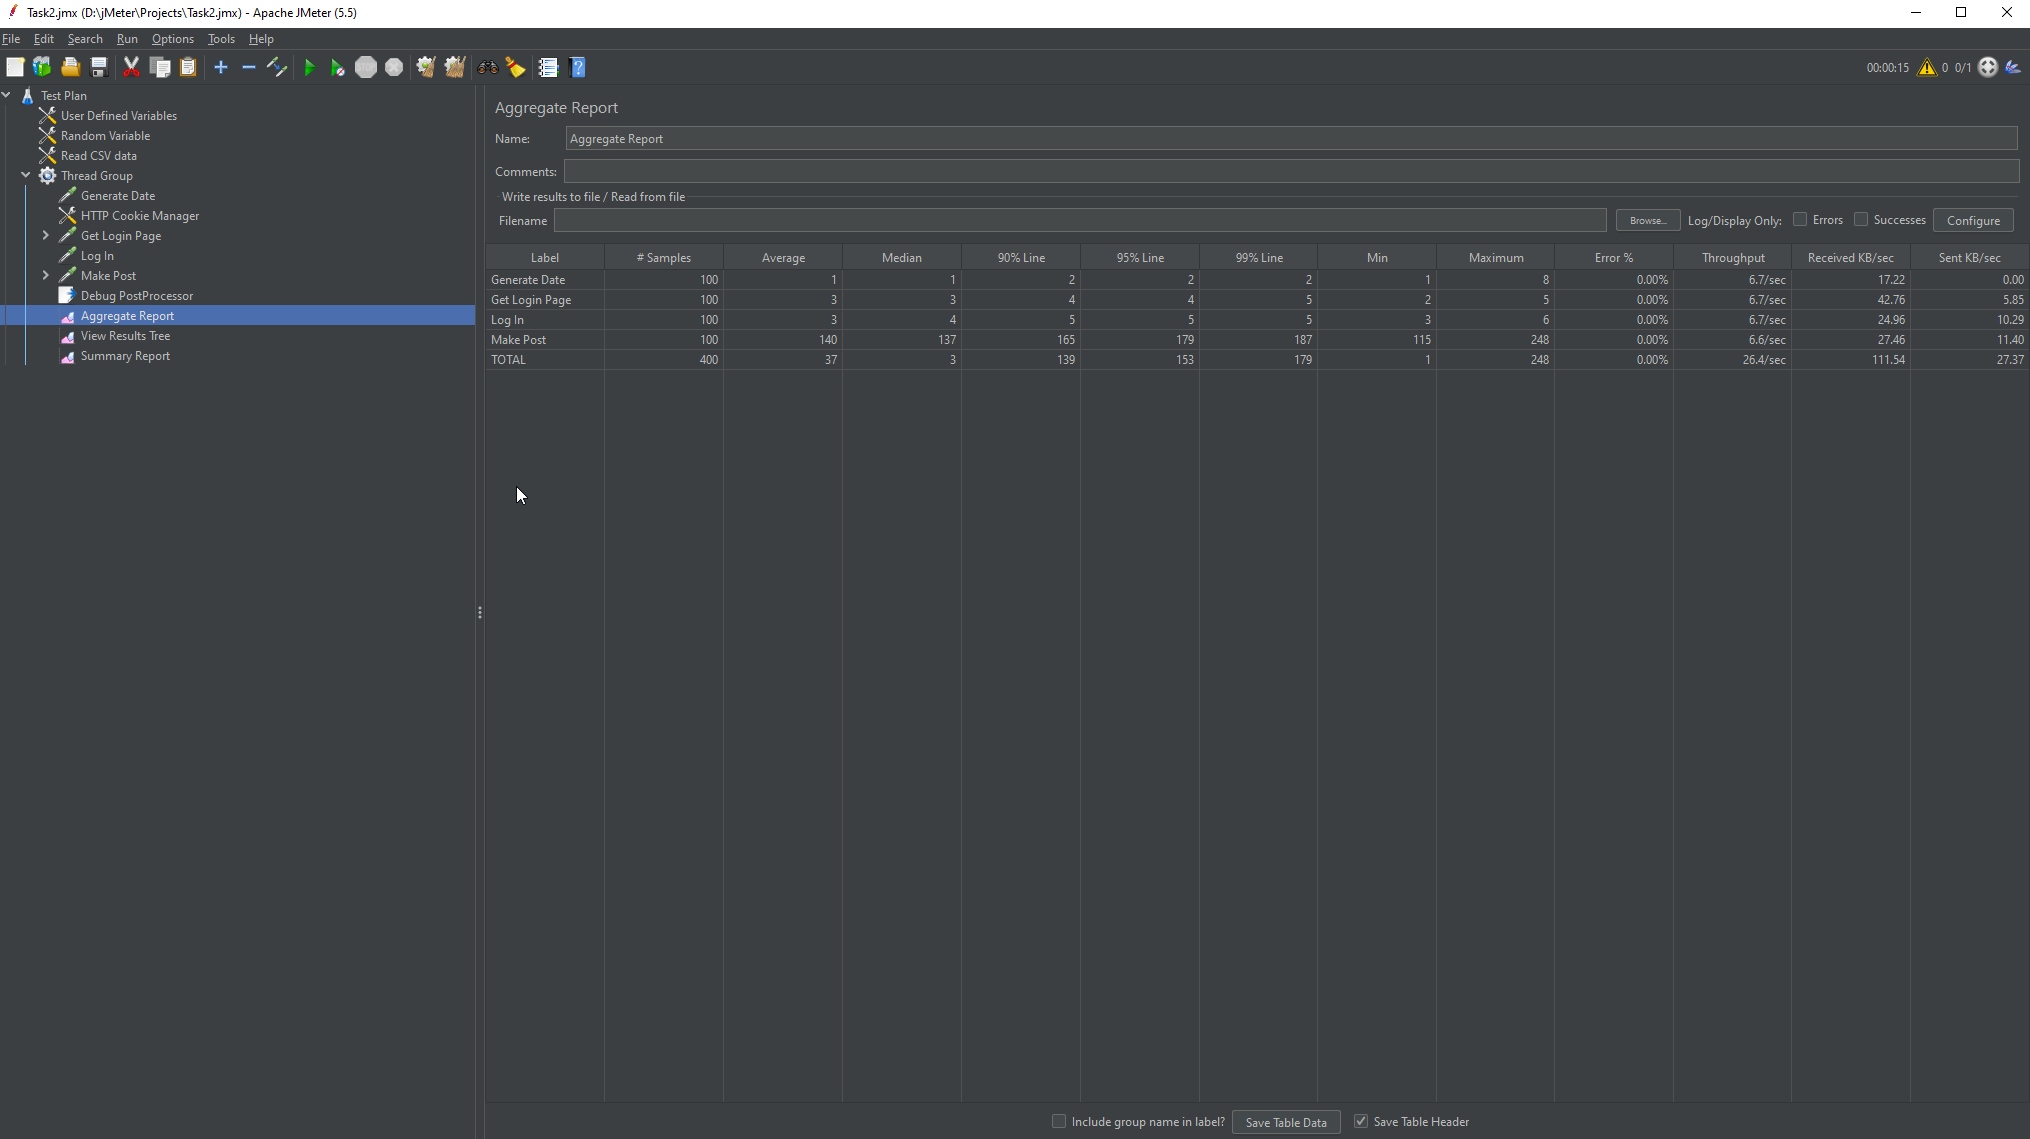 Task2.jmx (D:\jMeter\Projects\Task2.jmx) - Apache JMeter (5.5)
File Edit Search Run Options Tools Help
00:00:15 0 0/1
Test Plan
User Defined Variables
Random Variable
Read CSV data
Thread Group
Generate Date
HTTP Cookie Manager
Get Login Page
Log In
Make Post
Debug PostProcessor
Aggregate Report
View Results Tree
Summary Report
Aggregate Report
Name: Aggregate Report
Comments:
Write results to file / Read from file
Filename Browse... Log/Display Only: Errors Successes Configure
Label # Samples Average Median 90% Line 95% Line 99% Line Min Maximum Error % Throughput Received KB/sec Sent KB/sec
Generate Date 100 1 1 2 2 2 1 8 0.00% 6.7/sec 17.22 0.00
Get Login Page 100 3 3 4 4 5 2 5 0.00% 6.7/sec 42.76 5.85
Log In 100 3 4 5 5 5 3 6 0.00% 6.7/sec 24.96 10.29
Make Post 100 140 137 165 179 187 115 248 0.00% 6.6/sec 27.46 11.40
TOTAL 400 37 3 139 153 179 1 248 0.00% 26.4/sec 111.54 27.37
Include group name in label? Save Table Data Save Table Header